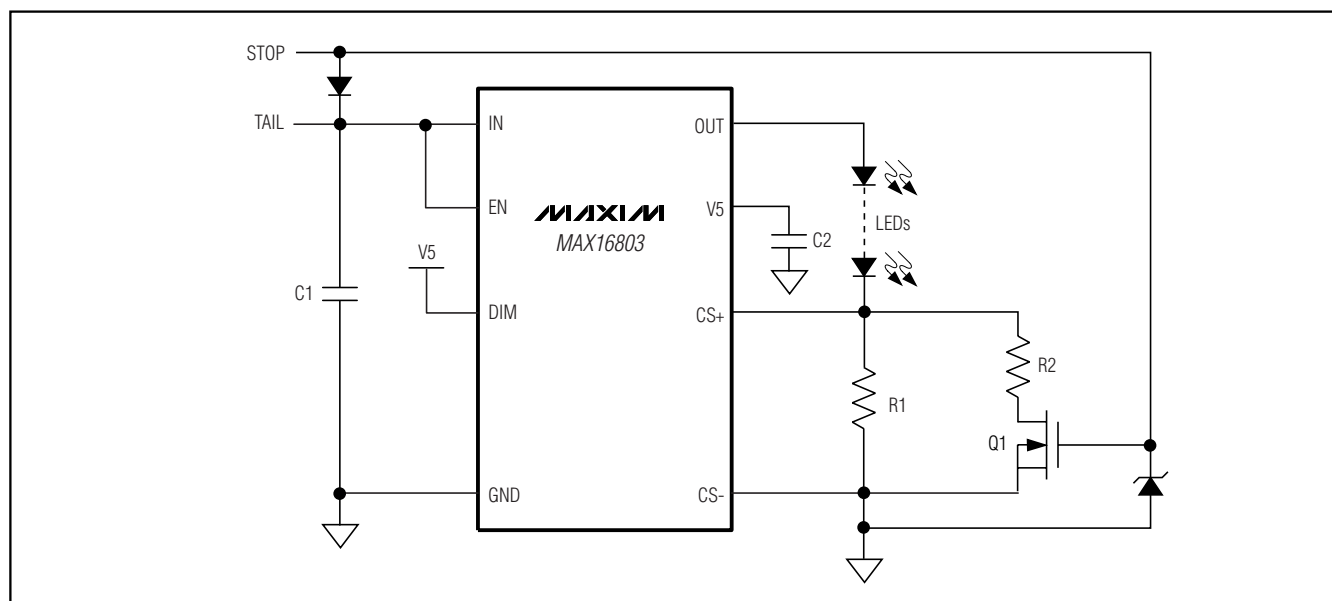 STOP
TAIL
IN
OUT
EN
V5
MAXIM
MAX16803
LEDs
V5
C2
C1
DIM
CS+
R2
R1
Q1
GND
CS-